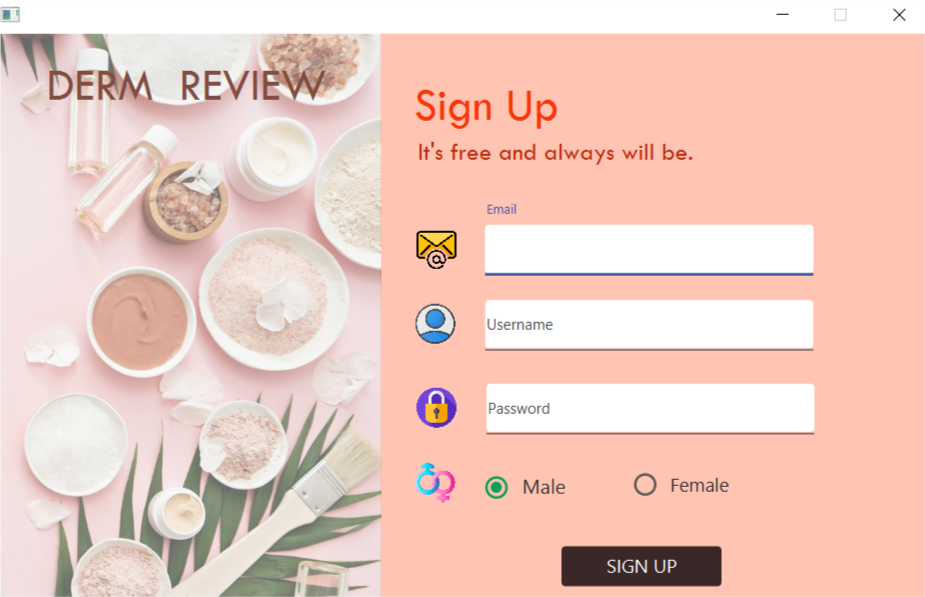 DERM REVIEW
Sign Up
It's free and always will be.
Email
@
Username
Password
Male Female
SIGN UP